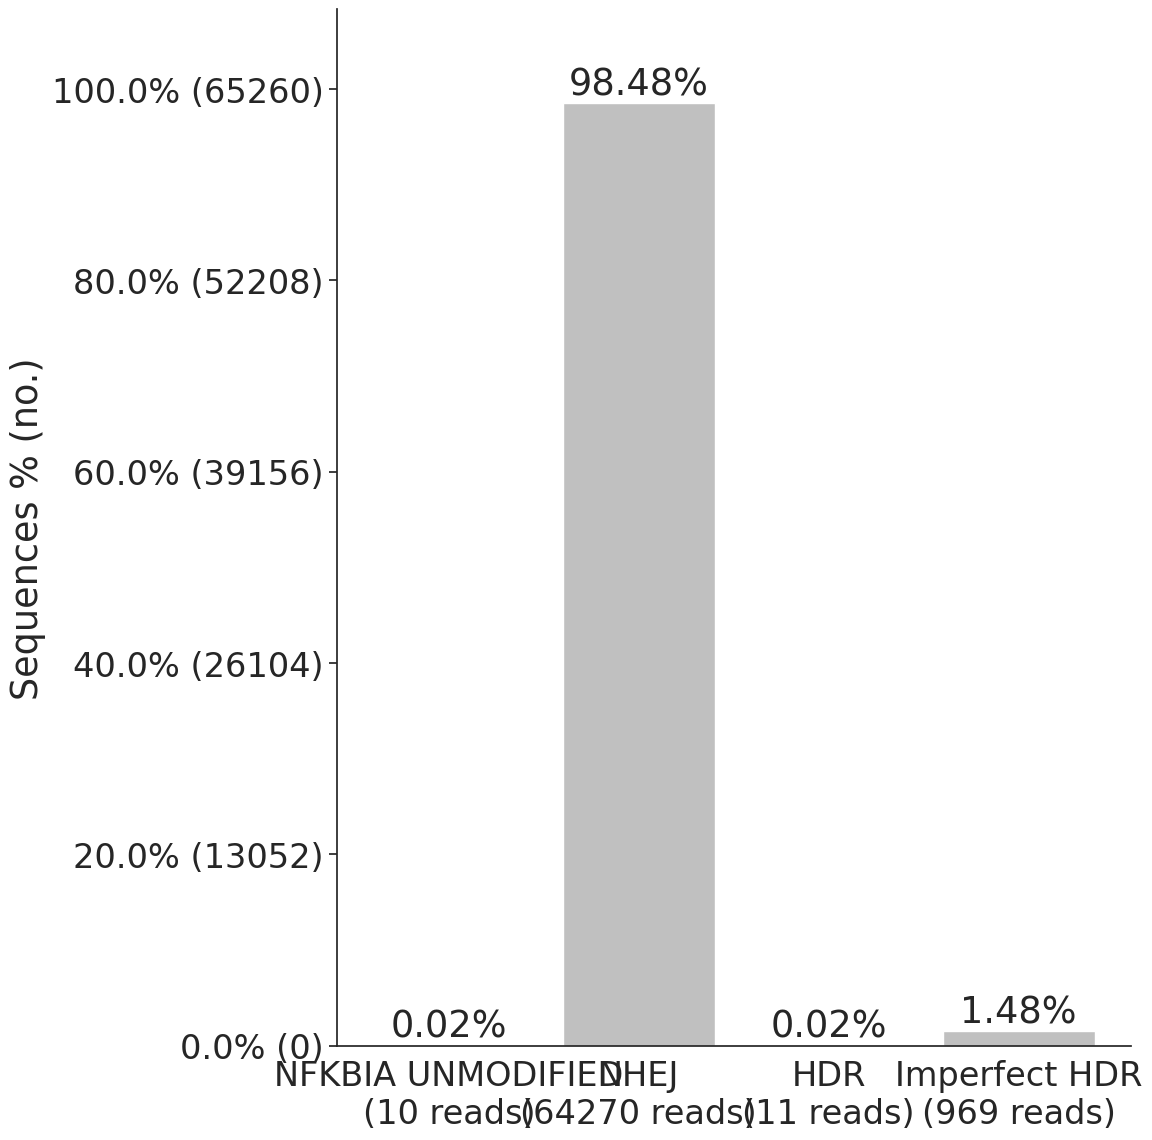 Sequences % (no.)
100.0% (65260)
80.0% (52208)
60.0% (39156)
40.0% (26104)
20.0% (13052)
0.0% (0)
0.02%
98.48%
0.02%
1.48%
NFKBIA UNMODIFIED
(10 reads)
NHEJ
(64270 reads)
HDR
(11 reads)
Imperfect HDR
(969 reads)